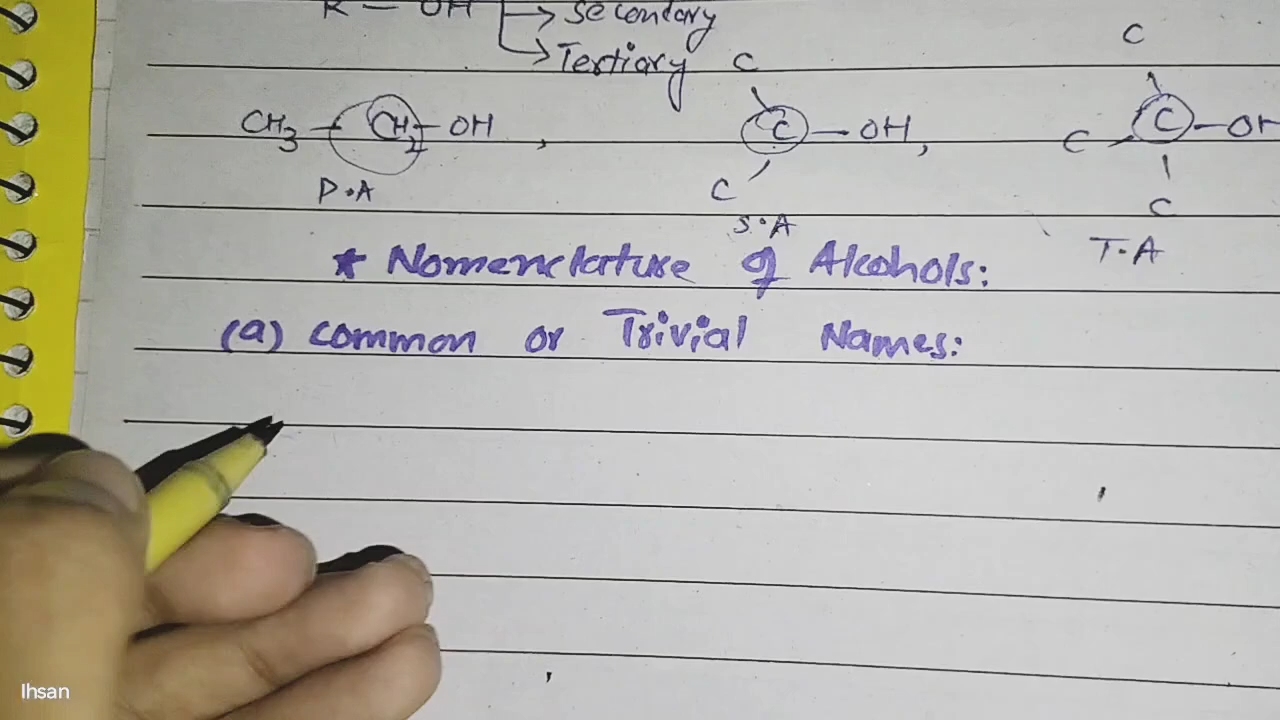 R — OH → Secondary
→ Tertiary
CH3 — CH2 — OH , C C C — OH , C C C C — OH
P.A S.A T.A
* Nomenclature of Alcohols:
(a) Common or Trivial Names:
Ihsan